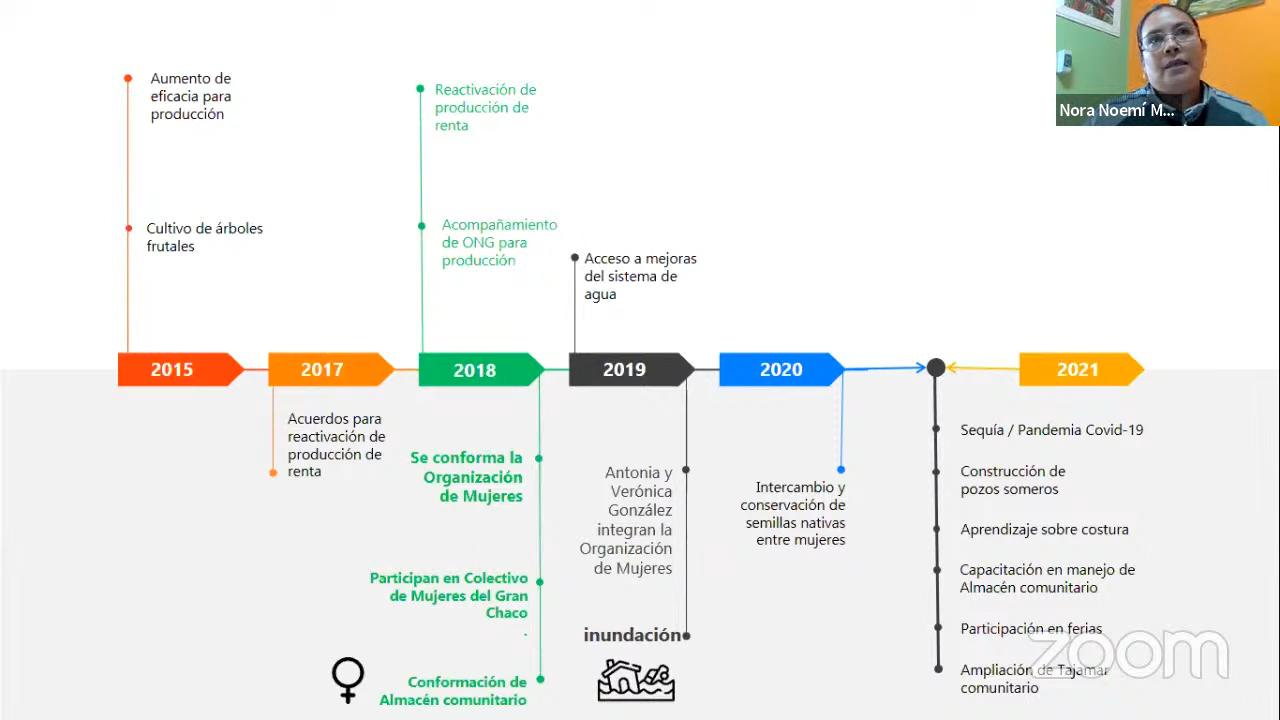 Nora Noemí M...
Aumento de
eficacia para
producción
Cultivo de árboles
frutales
Reactivación de
producción de
renta
Acompañamiento
de ONG para
producción
Acceso a mejoras
del sistema de
agua
2015
2017
2018
2019
2020
2021
Acuerdos para
reactivación de
producción de
renta
Se conforma la
Organización
de Mujeres
Participan en Colectivo
de Mujeres del Gran
Chaco
.
Conformación de
Almacén comunitario
Antonia y
Verónica
González
integran la
Organización
de Mujeres
inundación
Intercambio y
conservación de
semillas nativas
entre mujeres
Sequía / Pandemia Covid-19
Construcción de
pozos someros
Aprendizaje sobre costura
Capacitación en manejo de
Almacén comunitario
Participación en ferias
Ampliación de Tajamar
comunitario
zoom